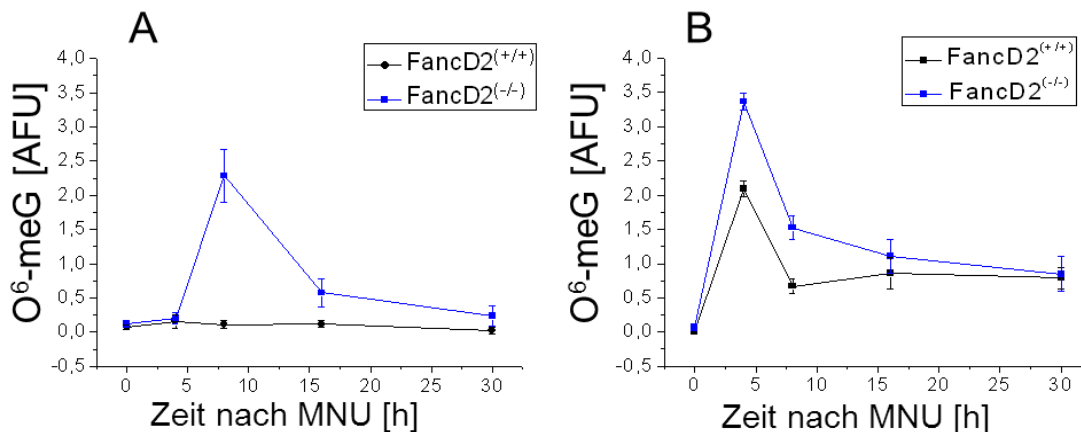 A
FancD2(+/+)
FancD2(-/-)
4,0
3,5
3,0
2,5
2,0
1,5
1,0
0,5
0,0
-0,5
O6-meG [AFU]
0 5 10 15 20 25 30
Zeit nach MNU [h]
B
FancD2(+/+)
FancD2(-/-)
4,0
3,5
3,0
2,5
2,0
1,5
1,0
0,5
0,0
-0,5
O6-meG [AFU]
0 5 10 15 20 25 30
Zeit nach MNU [h]